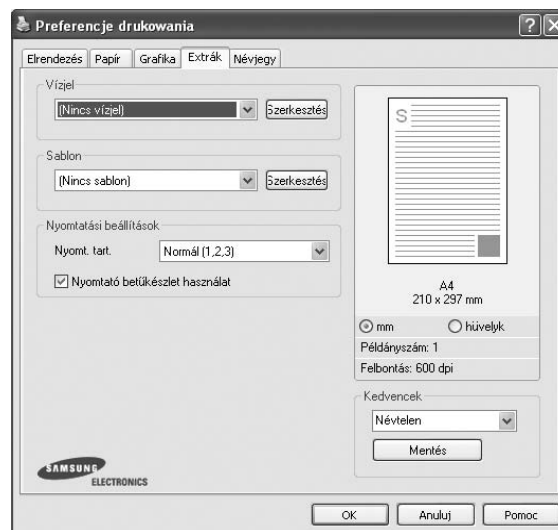 Preferencje drukowania
Elrendezés Papír Grafika Extrák Névjegy
Vízjel
(Nincs vízjel) Szerkesztés
Sablon
(Nincs sablon) Szerkesztés
Nyomtatási beállítások
Nyomt. tart. Normál (1,2,3)
Nyomtató betűkészlet használat
S
A4
210 x 297 mm
mm hüvelyk
Példányszám: 1
Felbontás: 600 dpi
Kedvencek
Névtelen
Mentés
SAMSUNG
ELECTRONICS
OK Anuluj Pomoc